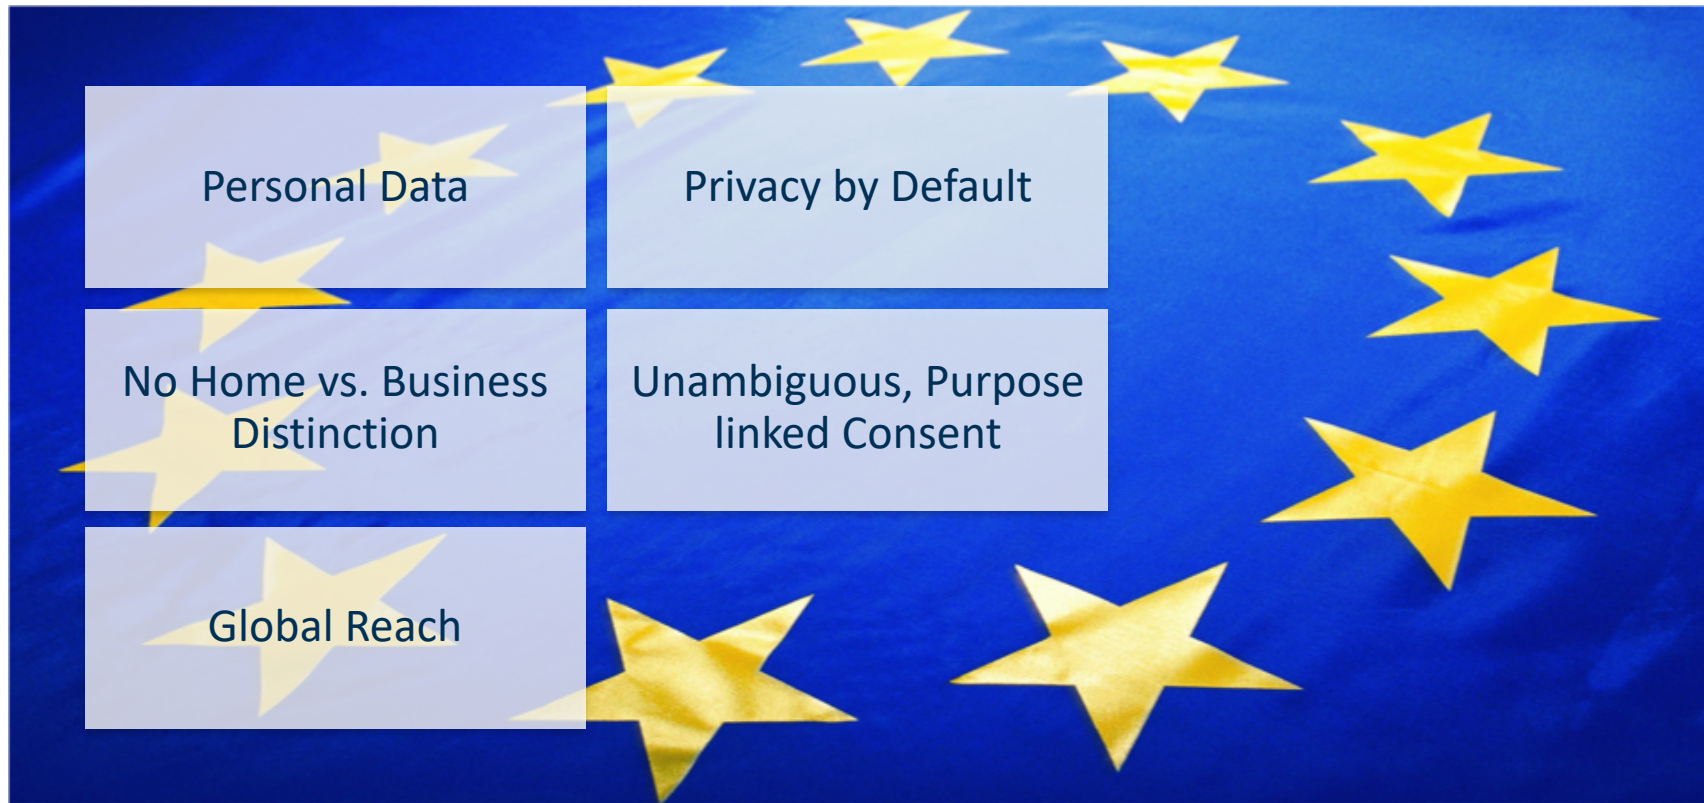 Personal Data
Privacy by Default
No Home vs. Business
Distinction
Unambiguous, Purpose
linked Consent
Global Reach